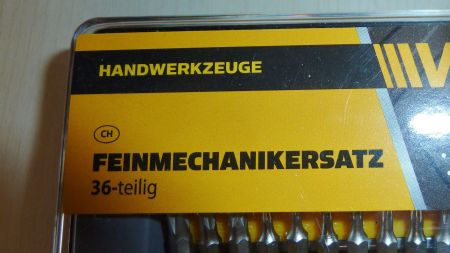 HANDWERKZEUGE
CH
FEINMECHANIKERSATZ
36-teilig